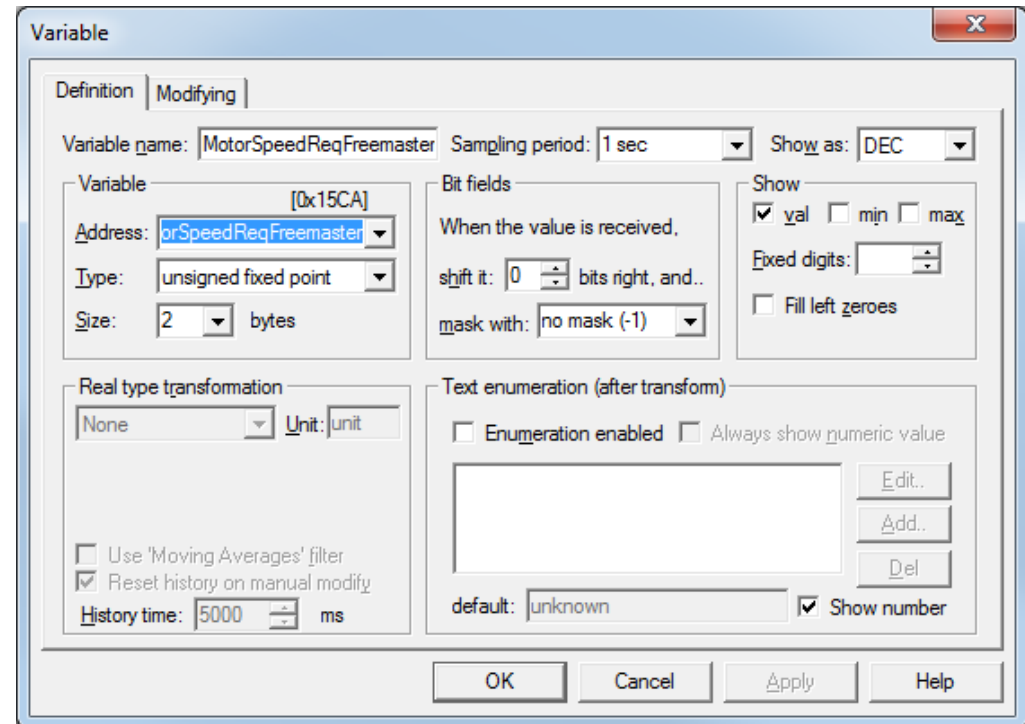 Variable
X
Definition Modifying
Variable name: MotorSpeedReqFreemaster Sampling period: 1 sec Show as: DEC
Variable
[0x15CA]
Address: orSpeedReqFreemaster
Type: unsigned fixed point
Size: 2 bytes
Bit fields
When the value is received,
shift it: 0 bits right, and..
mask with: no mask (-1)
Show
val min max
Fixed digits:
Fill left zeroes
Real type transformation
None Unit: unit
Use 'Moving Averages' filter
Reset history on manual modify
History time: 5000 ms
Text enumeration (after transform)
Enumeration enabled Always show numeric value
Edit..
Add..
Del
default: unknown Show number
OK Cancel Apply Help